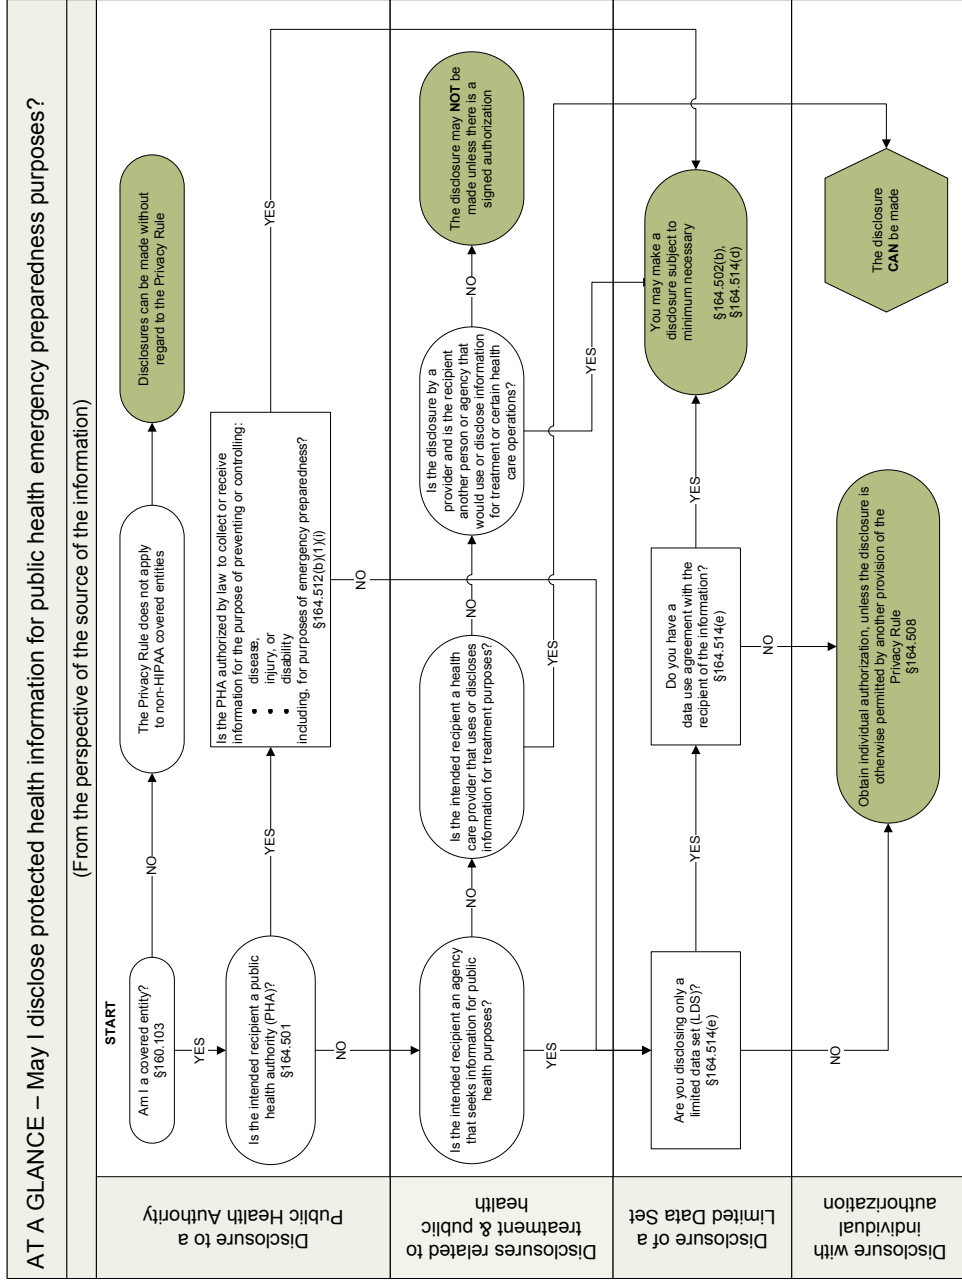 AT A GLANCE – May I disclose protected health information for public health emergency preparedness purposes?
(From the perspective of the source of the information)
Disclosure to a
Public Health Authority
START
Am I a covered entity?
§160.103
NO
The Privacy Rule does not apply
to non-HIPAA covered entities
Disclosures can be made without
regard to the Privacy Rule
YES
Is the intended recipient a public
health authority (PHA)?
§164.501
YES
Is the PHA authorized by law to collect or receive
information for the purpose of preventing or controlling:
• disease,
• injury, or
• disability
including, for purposes of emergency preparedness?
§164.512(b)(1)(i)
YES
NO
NO
Disclosures related to
treatment & public
health
Is the intended recipient an agency
that seeks information for public
health purposes?
NO
Is the intended recipient a health
care provider that uses or discloses
information for treatment purposes?
NO
Is the disclosure by a
provider and is the recipient
another person or agency that
would use or disclose information
for treatment or certain health
care operations?
NO
The disclosure may NOT be
made unless there is a
signed authorization
YES
YES
YES
Disclosure of a
Limited Data Set
Are you disclosing only a
limited data set (LDS)?
§164.514(e)
YES
Do you have a
data use agreement with the
recipient of the information?
§164.514(e)
YES
You may make a
disclosure subject to
minimum necessary
§164.502(b),
§164.514(d)
NO
NO
Disclosure with
individual
authorization
Obtain individual authorization, unless the disclosure is
otherwise permitted by another provision of the
Privacy Rule
§164.508
The disclosure
CAN be made